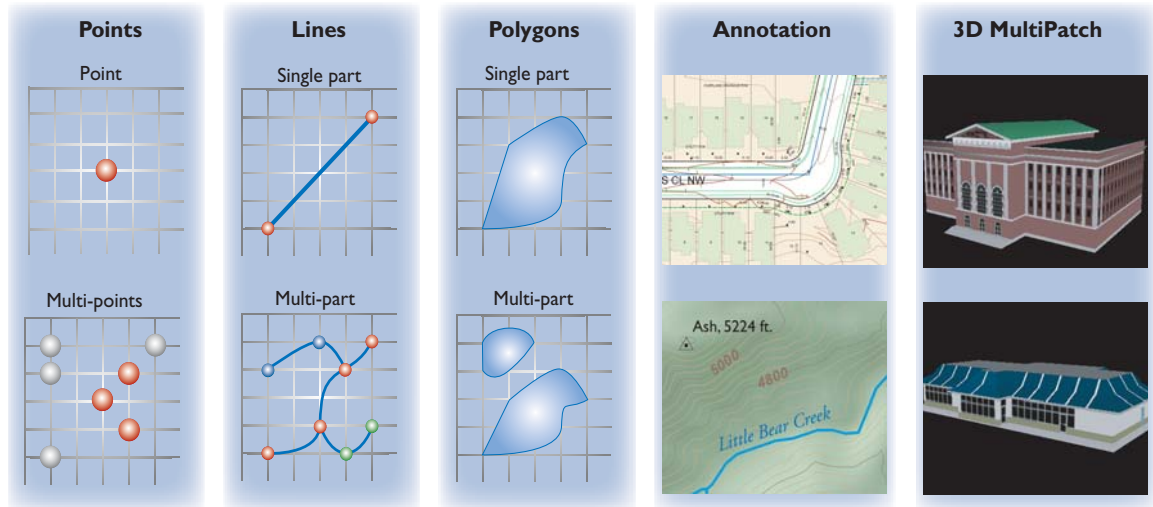 Points
Point
Multi-points
Lines
Single part
Multi-part
Polygons
Single part
Multi-part
Annotation
S CL NW
Ash, 5224 ft.
5000
4800
Little Bear Creek
3D MultiPatch